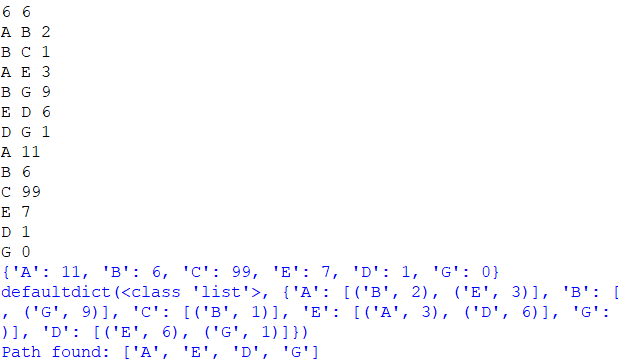 6 6
A B 2
B C 1
A E 3
B G 9
E D 6
D G 1
A 11
B 6
C 99
E 7
D 1
G 0
{'A': 11, 'B': 6, 'C': 99, 'E': 7, 'D': 1, 'G': 0}
defaultdict(<class 'list'>, {'A': [('B', 2), ('E', 3)], 'B': [
, ('G', 9)], 'C': [('B', 1)], 'E': [('A', 3), ('D', 6)], 'G':
)], 'D': [('E', 6), ('G', 1)]})
Path found: ['A', 'E', 'D', 'G']